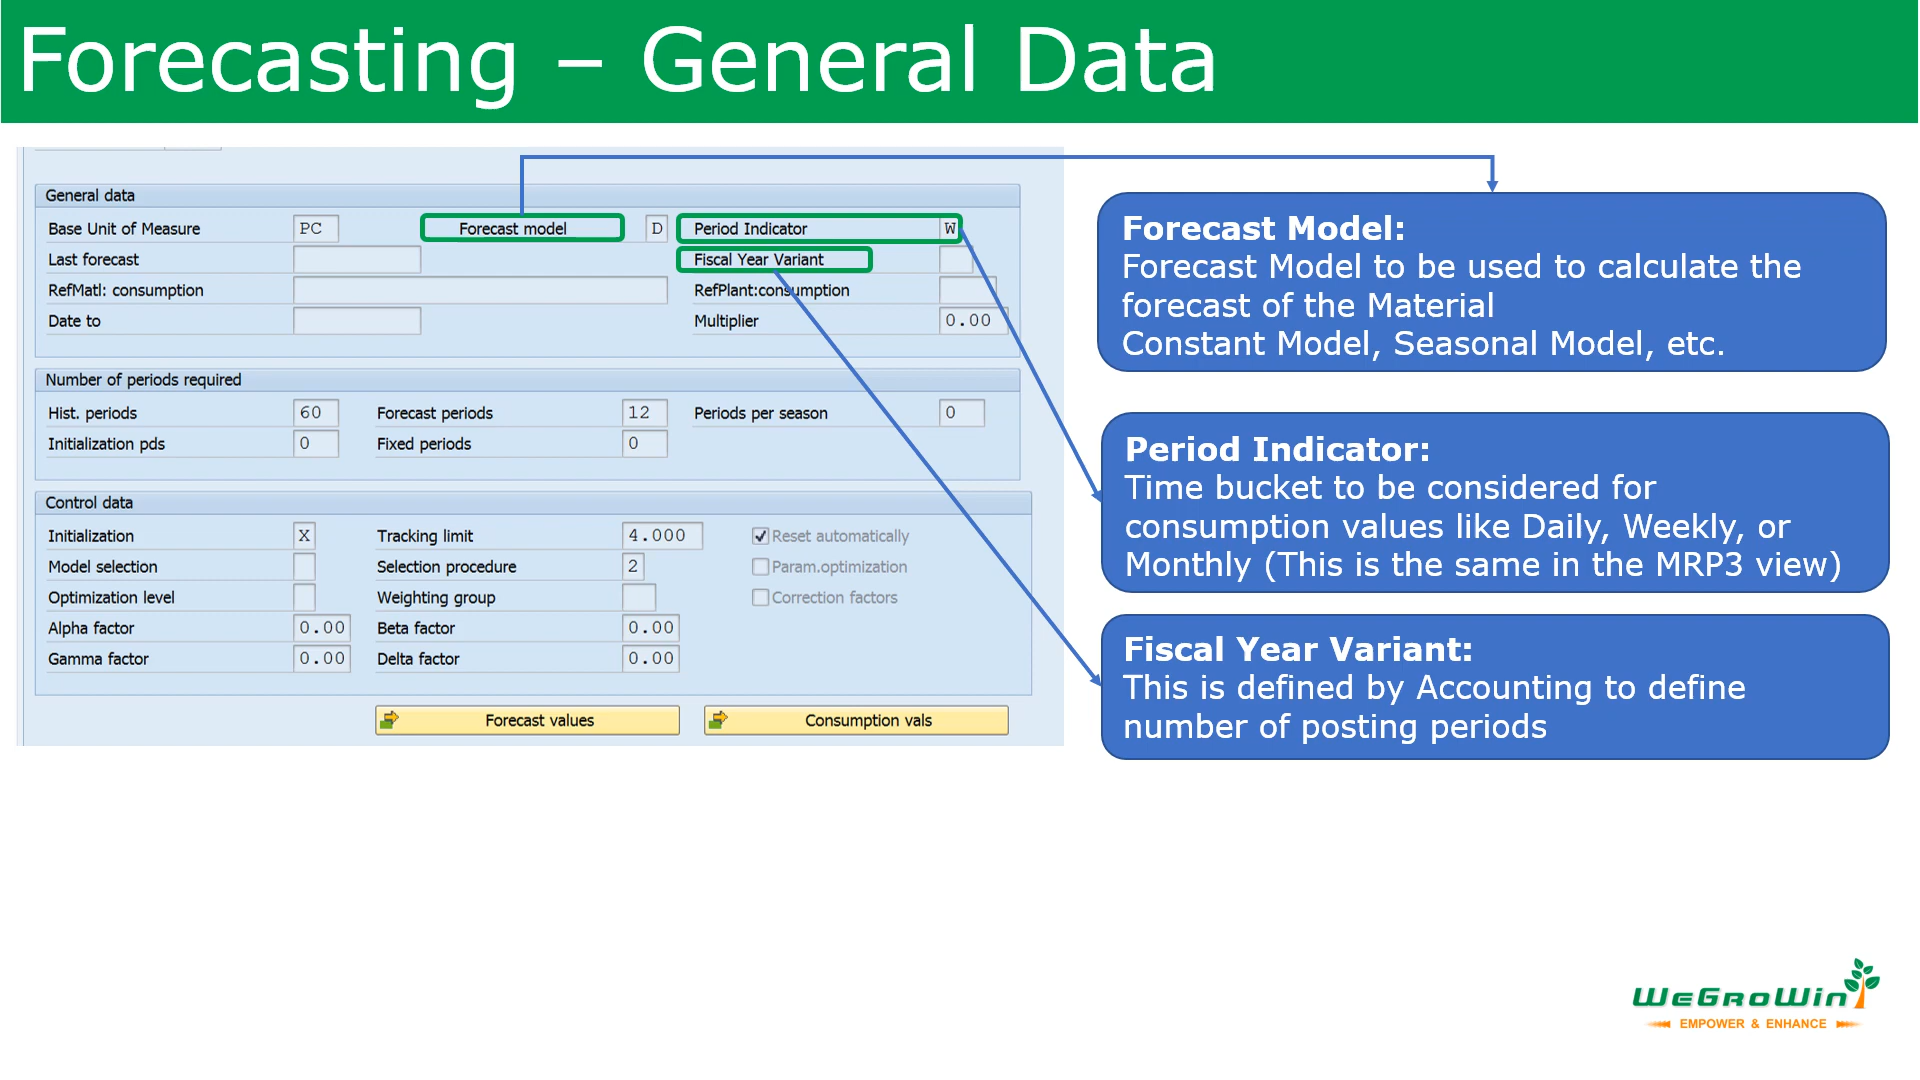 Forecasting – General Data
General data
Base Unit of Measure PC Forecast model D Period Indicator W
Last forecast Fiscal Year Variant
RefMatl: consumption RefPlant:consumption
Date to Multiplier 0.00
Number of periods required
Hist. periods 60 Forecast periods 12 Periods per season 0
Initialization pds 0 Fixed periods 0
Control data
Initialization X Tracking limit 4.000 Reset automatically
Model selection Selection procedure 2 Param.optimization
Optimization level Weighting group Correction factors
Alpha factor 0.00 Beta factor 0.00
Gamma factor 0.00 Delta factor 0.00
Forecast values Consumption vals
Forecast Model:
Forecast Model to be used to calculate the
forecast of the Material
Constant Model, Seasonal Model, etc.
Period Indicator:
Time bucket to be considered for
consumption values like Daily, Weekly, or
Monthly (This is the same in the MRP3 view)
Fiscal Year Variant:
This is defined by Accounting to define
number of posting periods
WeGroWin
EMPOWER & ENHANCE